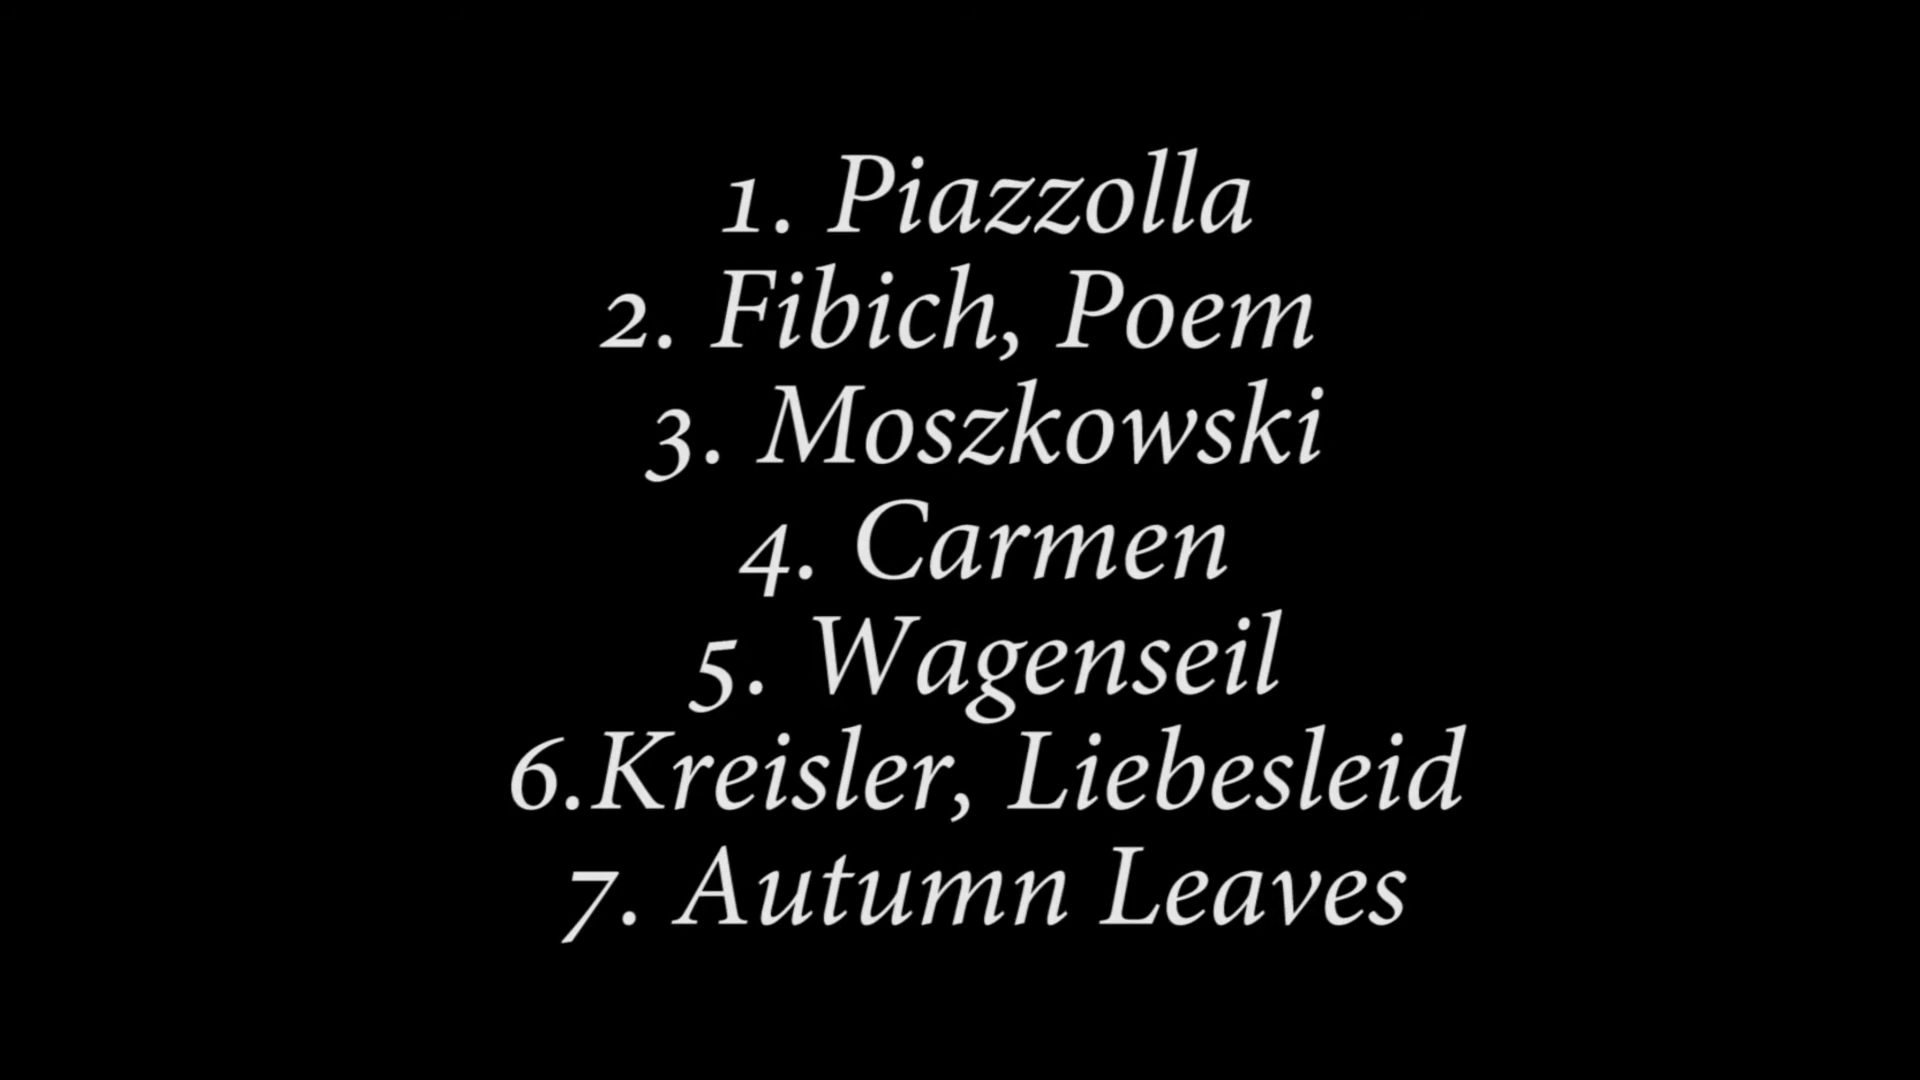 1. Piazzolla
2. Fibich, Poem
3. Moszkowski
4. Carmen
5. Wagenseil
6.Kreisler, Liebesleid
7. Autumn Leaves